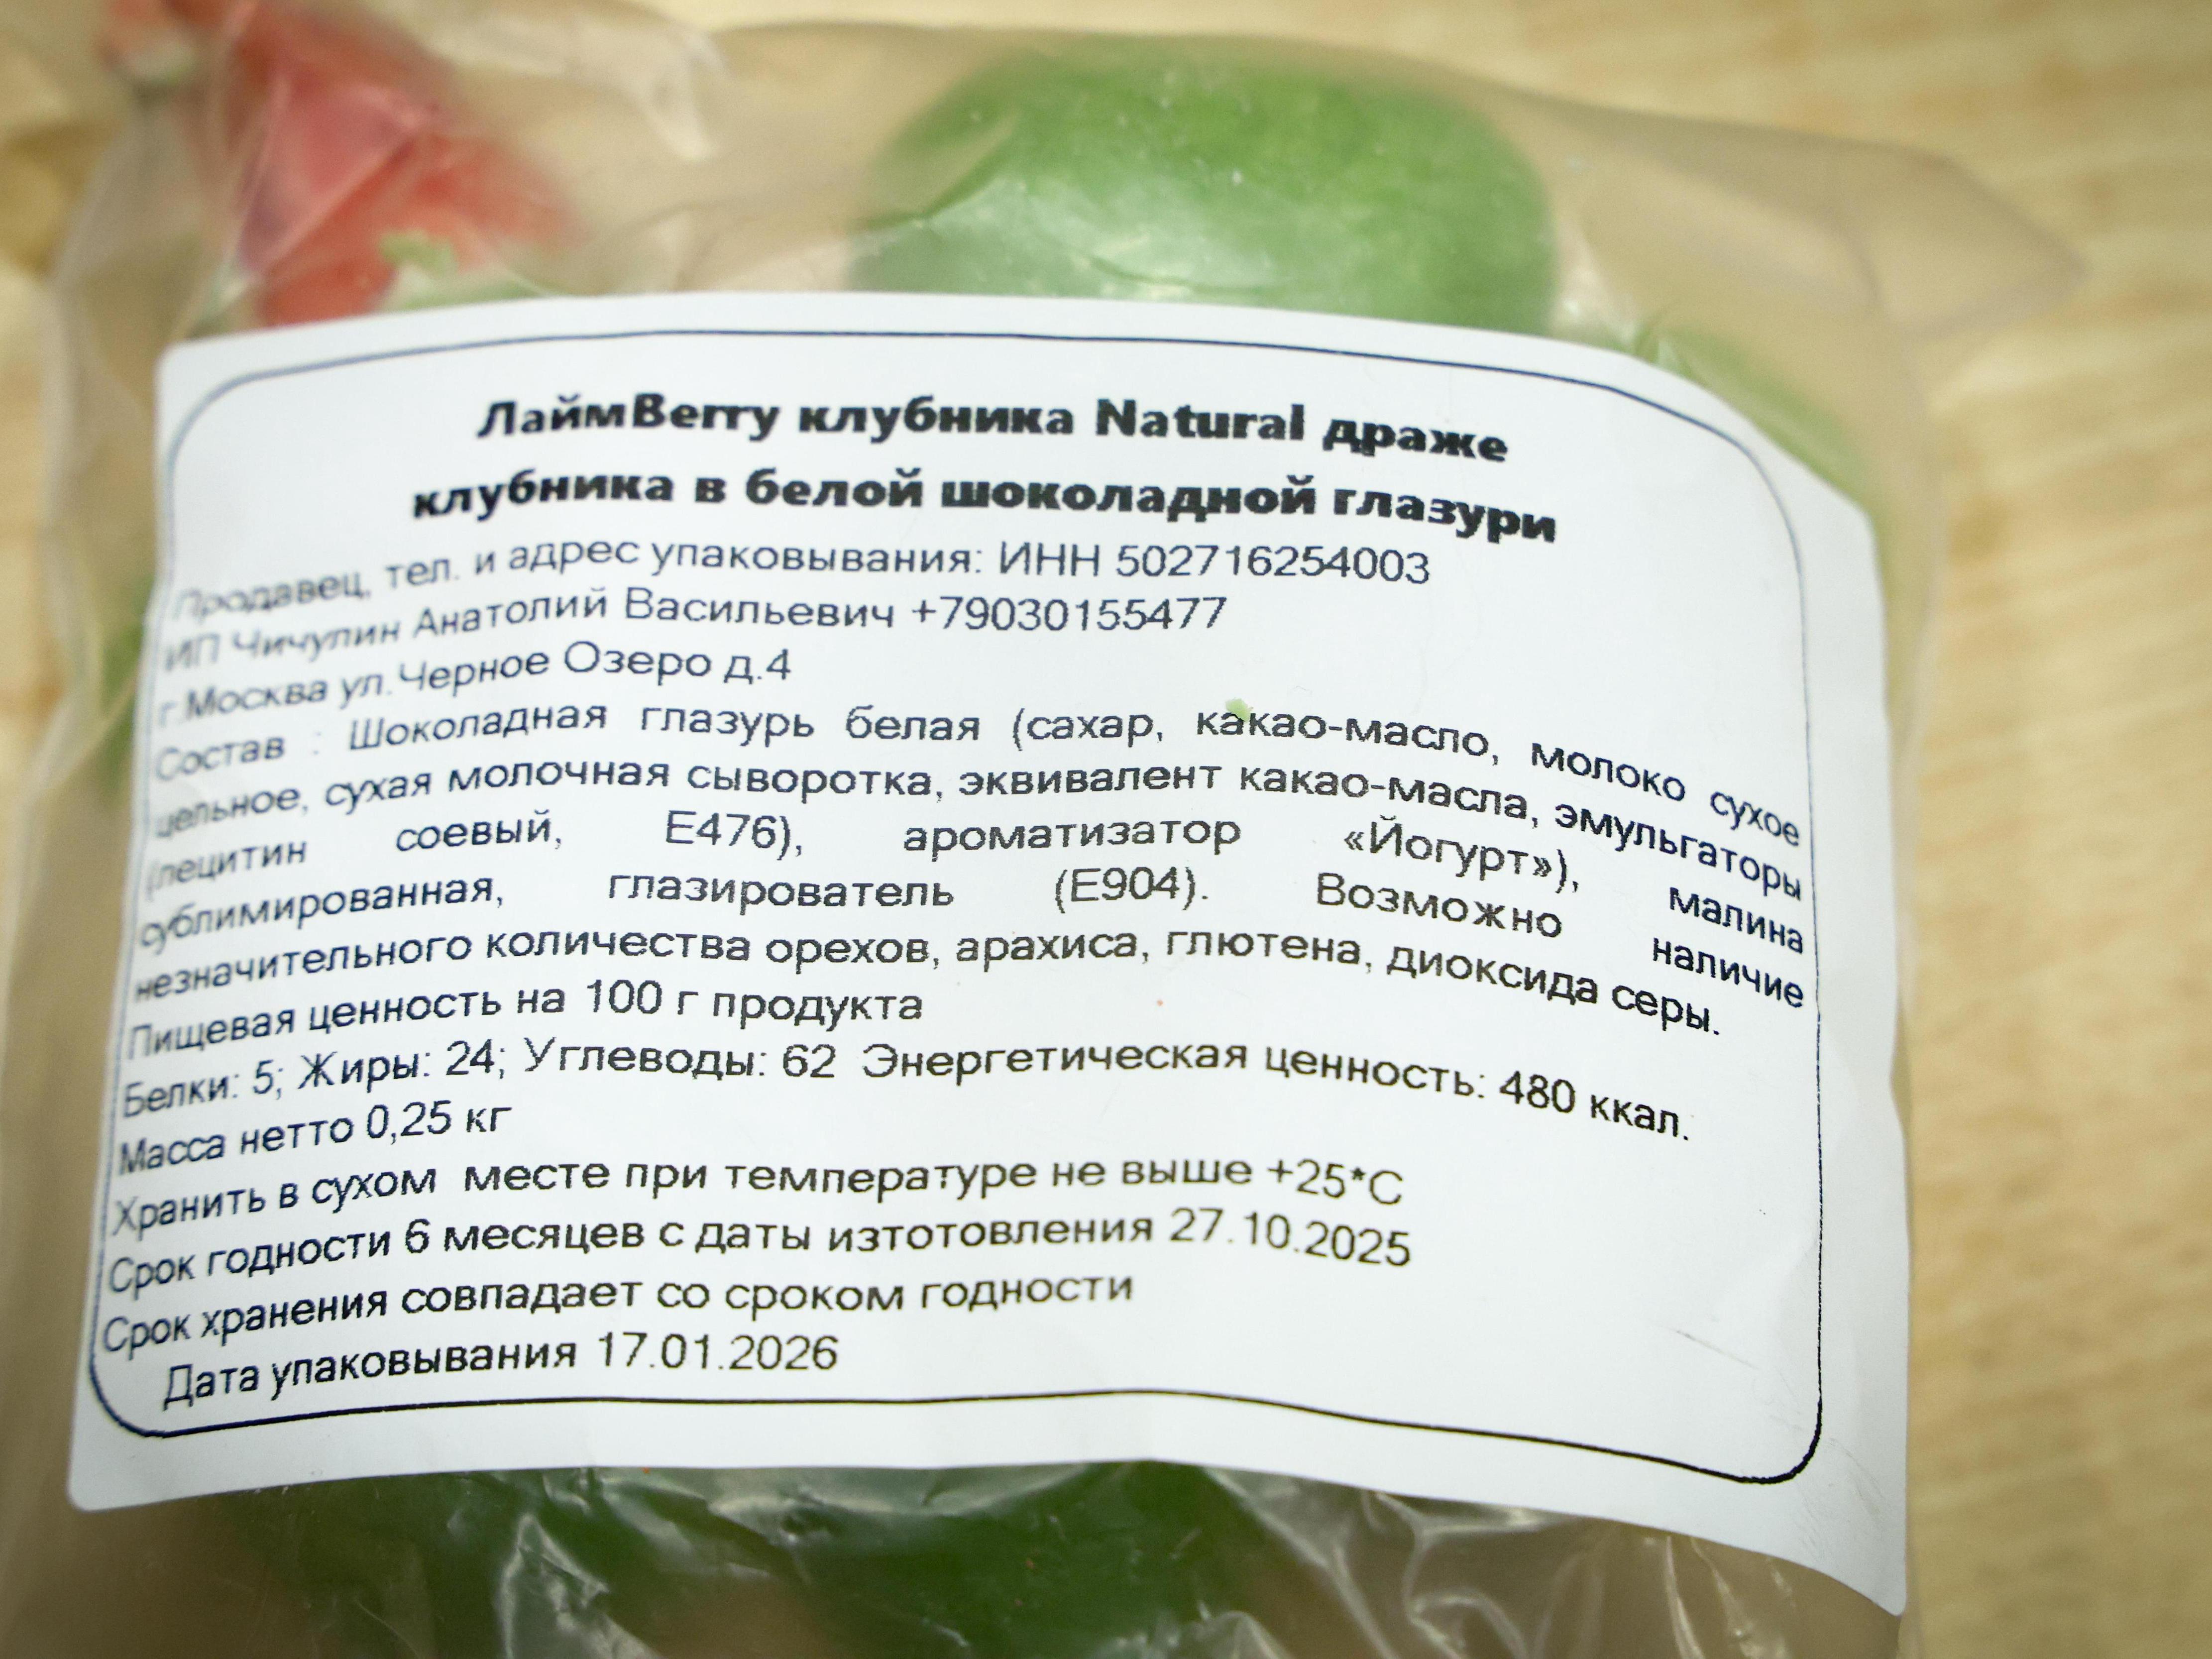 ЛаймBerry клубника Natural драже
клубника в белой шоколадной глазури
Продавец, тел. и адрес упаковывания: ИНН 502716254003
ИП Чичулин Анатолий Васильевич +79030155477
г.Москва ул.Черное Озеро д.4
Состав : Шоколадная глазурь белая (сахар, какао-масло, молоко сухое
цельное, сухая молочная сыворотка, эквивалент какао-масла, эмульгаторы
(лецитин соевый, Е476), ароматизатор «Йогурт»), малина
сублимированная, глазирователь (Е904). Возможно наличие
незначительного количества орехов, арахиса, глютена, диоксида серы.
Пищевая ценность на 100 г продукта
Белки: 5; Жиры: 24; Углеводы: 62 Энергетическая ценность: 480 ккал.
Масса нетто 0,25 кг
Хранить в сухом месте при температуре не выше +25*С
Срок годности 6 месяцев с даты изтотовления 27.10.2025
Срок хранения совпадает со сроком годности
Дата упаковывания 17.01.2026